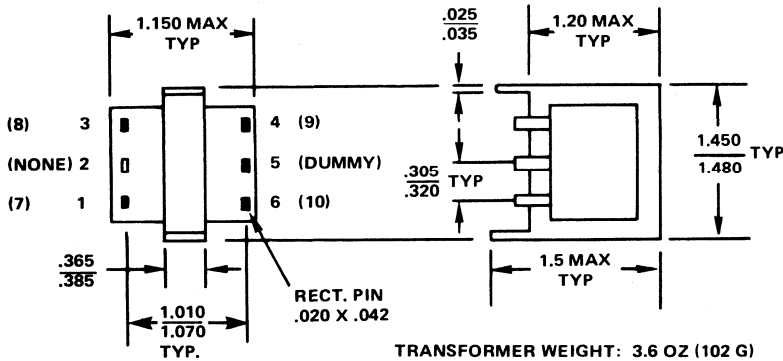 1.150 MAX
TYP
.025
.035
1.20 MAX
TYP
(8) 3
4 (9)
(NONE) 2
5 (DUMMY)
(7) 1
6 (10)
.305
.320 TYP
1.450
1.480 TYP
.365
.385
1.5 MAX
TYP
RECT. PIN
.020 X .042
1.010
1.070
TYP.
TRANSFORMER WEIGHT: 3.6 OZ (102 G)